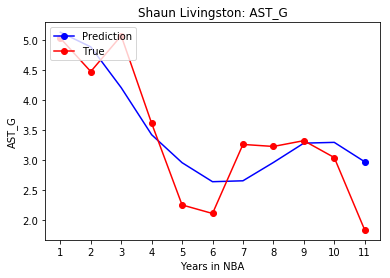 Shaun Livingston: AST_G
Prediction
True
5.0
4.5
4.0
3.5
3.0
2.5
2.0
AST_G
1 2 3 4 5 6 7 8 9 10 11
Years in NBA